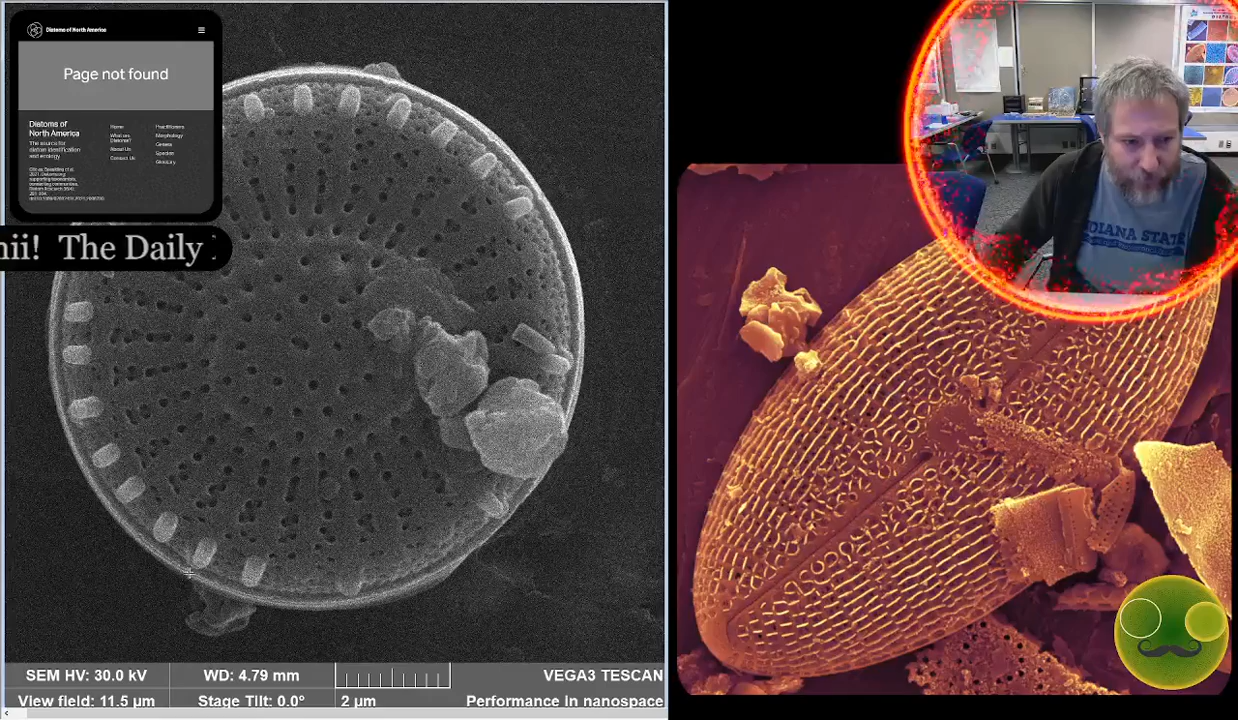 Diatoms of North America
Page not found
Diatoms of
North America
The source for
diatom identification
and ecology
Home
What are
Diatoms?
About Us
Contact Us
Practitioners
Morphology
Genera
Species
Glossary
nii! The Daily
INDIANA STATE
SEM HV: 30.0 kV
WD: 4.79 mm
VEGA3 TESCAN
View field: 11.5 µm
Stage Tilt: 0.0°
2 µm
Performance in nanospace